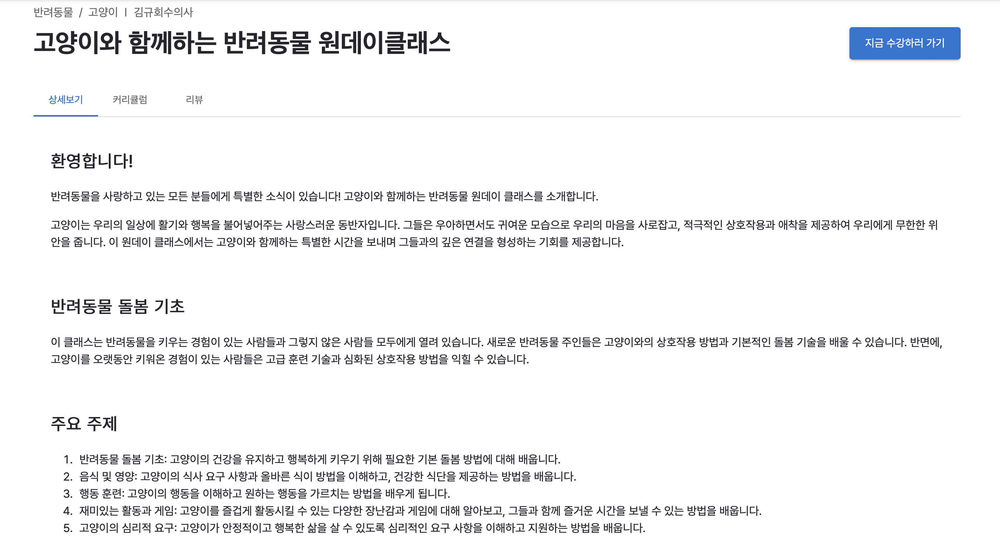 반려동물 / 고양이 | 김규회수의사
고양이와 함께하는 반려동물 원데이클래스
지금 수강하러 가기
상세보기 커리큘럼 리뷰
환영합니다!
반려동물을 사랑하고 있는 모든 분들에게 특별한 소식이 있습니다! 고양이와 함께하는 반려동물 원데이 클래스를 소개합니다.
고양이는 우리의 일상에 활기와 행복을 불어넣어주는 사랑스러운 동반자입니다. 그들은 우아하면서도 귀여운 모습으로 우리의 마음을 사로잡고, 적극적인 상호작용과 애착을 제공하여 우리에게 무한한 위
안을 줍니다. 이 원데이 클래스에서는 고양이와 함께하는 특별한 시간을 보내며 그들과의 깊은 연결을 형성하는 기회를 제공합니다.
반려동물 돌봄 기초
이 클래스는 반려동물을 키우는 경험이 있는 사람들과 그렇지 않은 사람들 모두에게 열려 있습니다. 새로운 반려동물 주인들은 고양이와의 상호작용 방법과 기본적인 돌봄 기술을 배울 수 있습니다. 반면에,
고양이를 오랫동안 키워온 경험이 있는 사람들은 고급 훈련 기술과 심화된 상호작용 방법을 익힐 수 있습니다.
주요 주제
1. 반려동물 돌봄 기초: 고양이의 건강을 유지하고 행복하게 키우기 위해 필요한 기본 돌봄 방법에 대해 배웁니다.
2. 음식 및 영양: 고양이의 식사 요구 사항과 올바른 식이 방법을 이해하고, 건강한 식단을 제공하는 방법을 배웁니다.
3. 행동 훈련: 고양이의 행동을 이해하고 원하는 행동을 가르치는 방법을 배우게 됩니다.
4. 재미있는 활동과 게임: 고양이를 즐겁게 활동시킬 수 있는 다양한 장난감과 게임에 대해 알아보고, 그들과 함께 즐거운 시간을 보낼 수 있는 방법을 배웁니다.
5. 고양이의 심리적 요구: 고양이가 안정적이고 행복한 삶을 살 수 있도록 심리적인 요구 사항을 이해하고 지원하는 방법을 배웁니다.